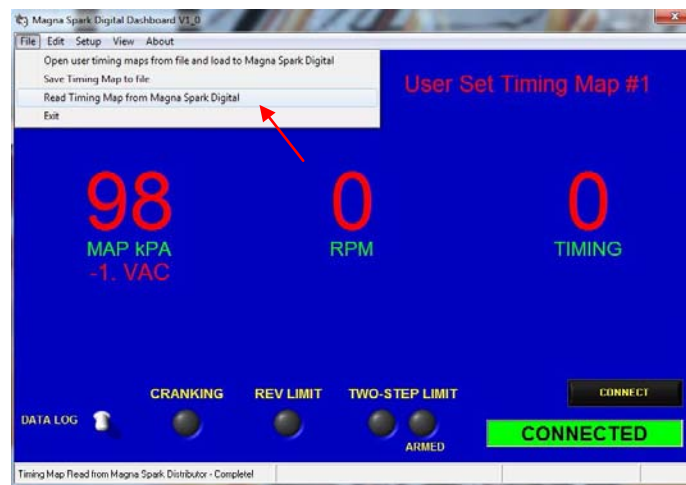 Magna Spark Digital Dashboard V1_0
File Edit Setup View About
Open user timing maps from file and load to Magna Spark Digital
Save Timing Map to file
Read Timing Map from Magna Spark Digital
Exit
User Set Timing Map #1
98 0 0
MAP kPA RPM TIMING
-1. VAC
CRANKING REV LIMIT TWO-STEP LIMIT CONNECT
DATA LOG
ARMED
CONNECTED
Timing Map Read from Magna Spark Distributor - Complete!